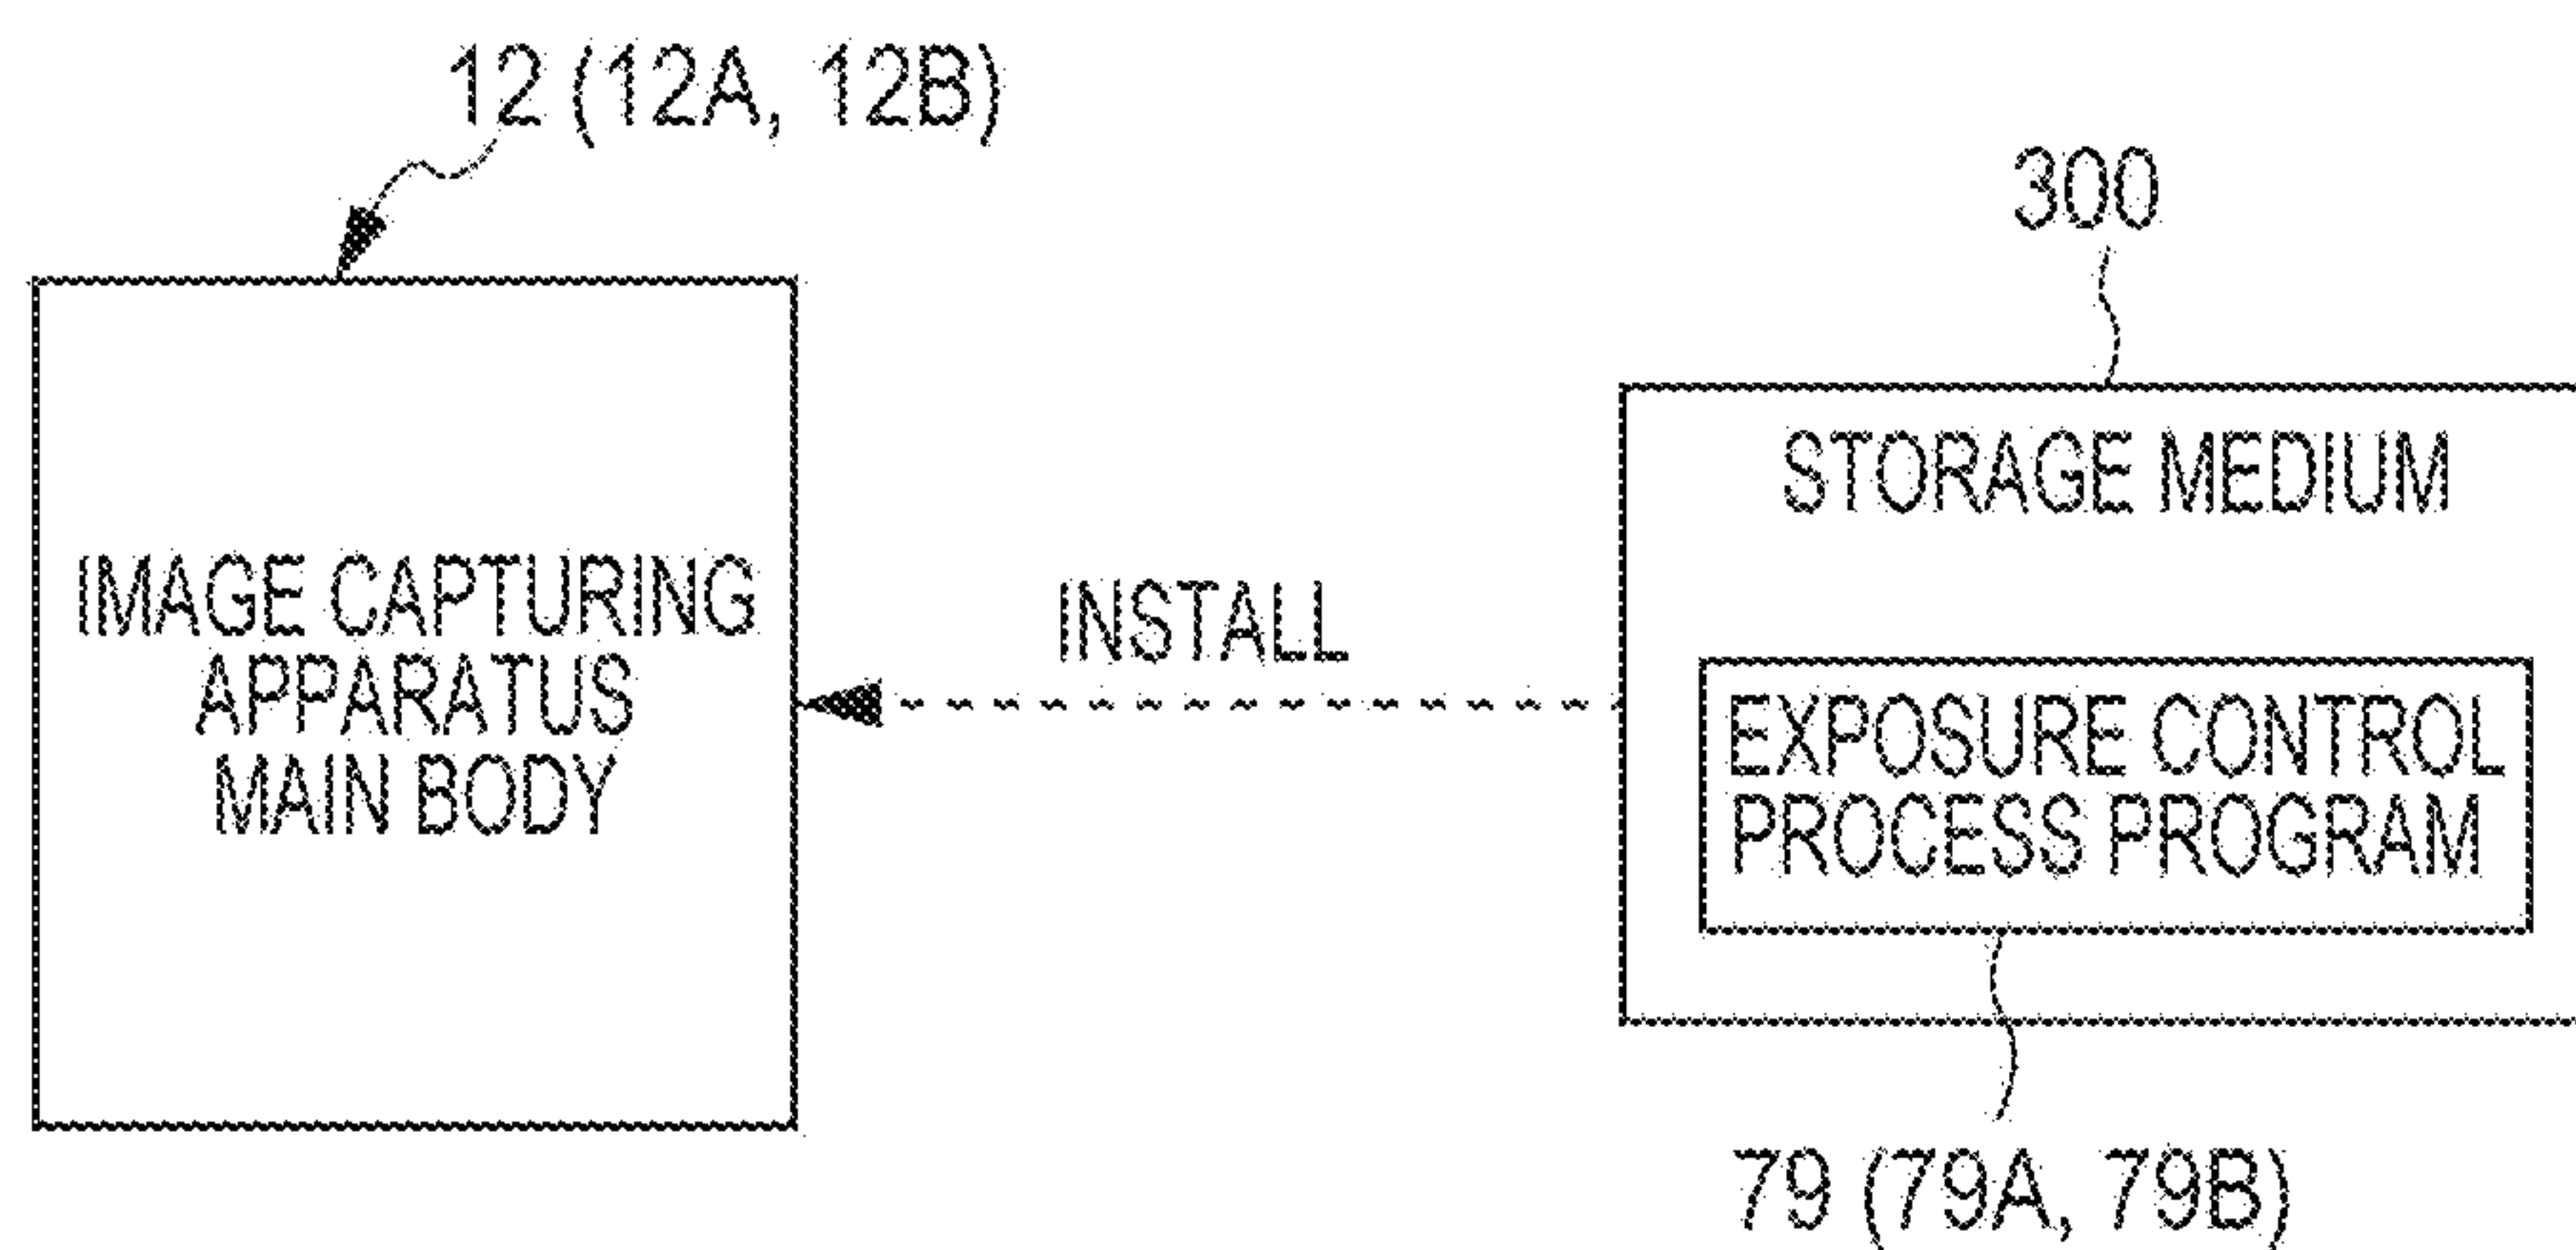 12 (12A, 12B)
300
STORAGE MEDIUM
IMAGE CAPTURING
APPARATUS
MAIN BODY
INSTALL
EXPOSURE CONTROL
PROCESS PROGRAM
79 (79A, 79B)